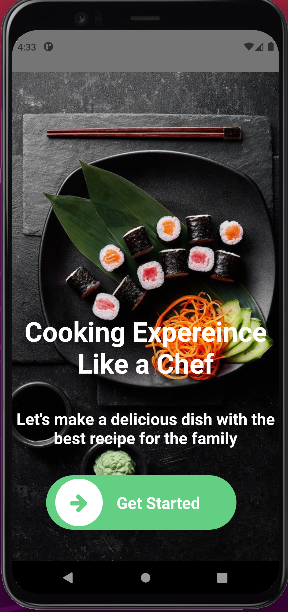 4:33
Cooking Expereince
Like a Chef
Let's make a delicious dish with the
best recipe for the family
Get Started